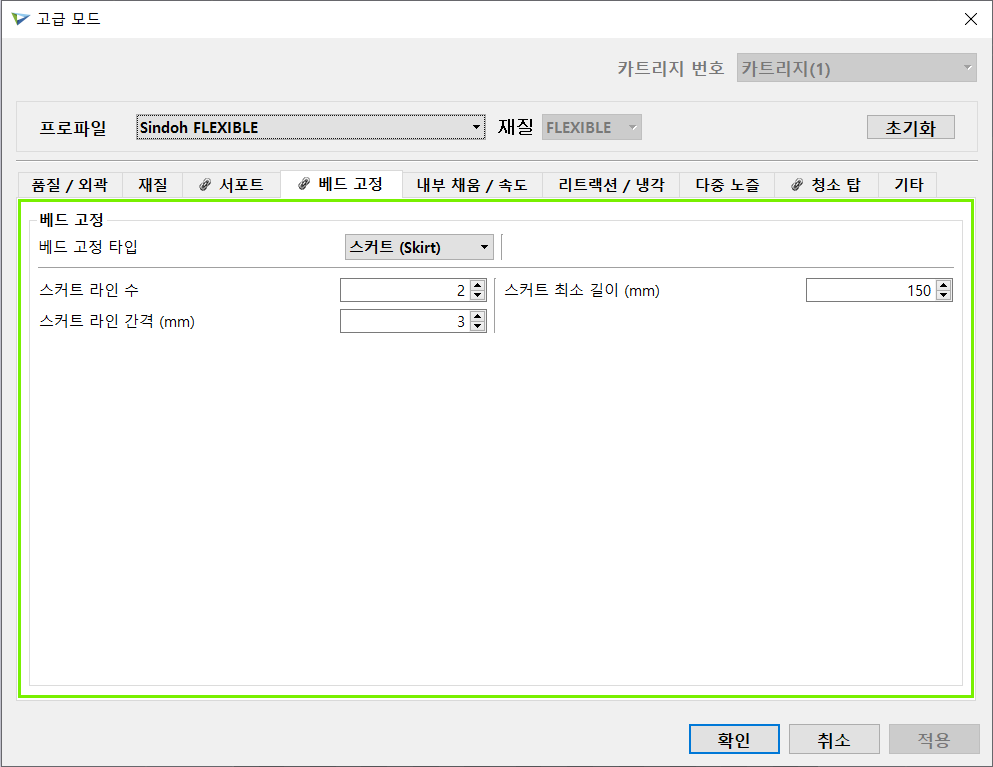 고급 모드
카트리지 번호 카트리지(1)
프로파일 Sindoh FLEXIBLE 재질 FLEXIBLE 초기화
품질 / 외곽 재질 서포트 베드 고정 내부 채움 / 속도 리트랙션 / 냉각 다중 노즐 청소 탑 기타
베드 고정
베드 고정 타입 스커트 (Skirt)
스커트 라인 수 2 스커트 최소 길이 (mm) 150
스커트 라인 간격 (mm) 3
확인 취소 적용